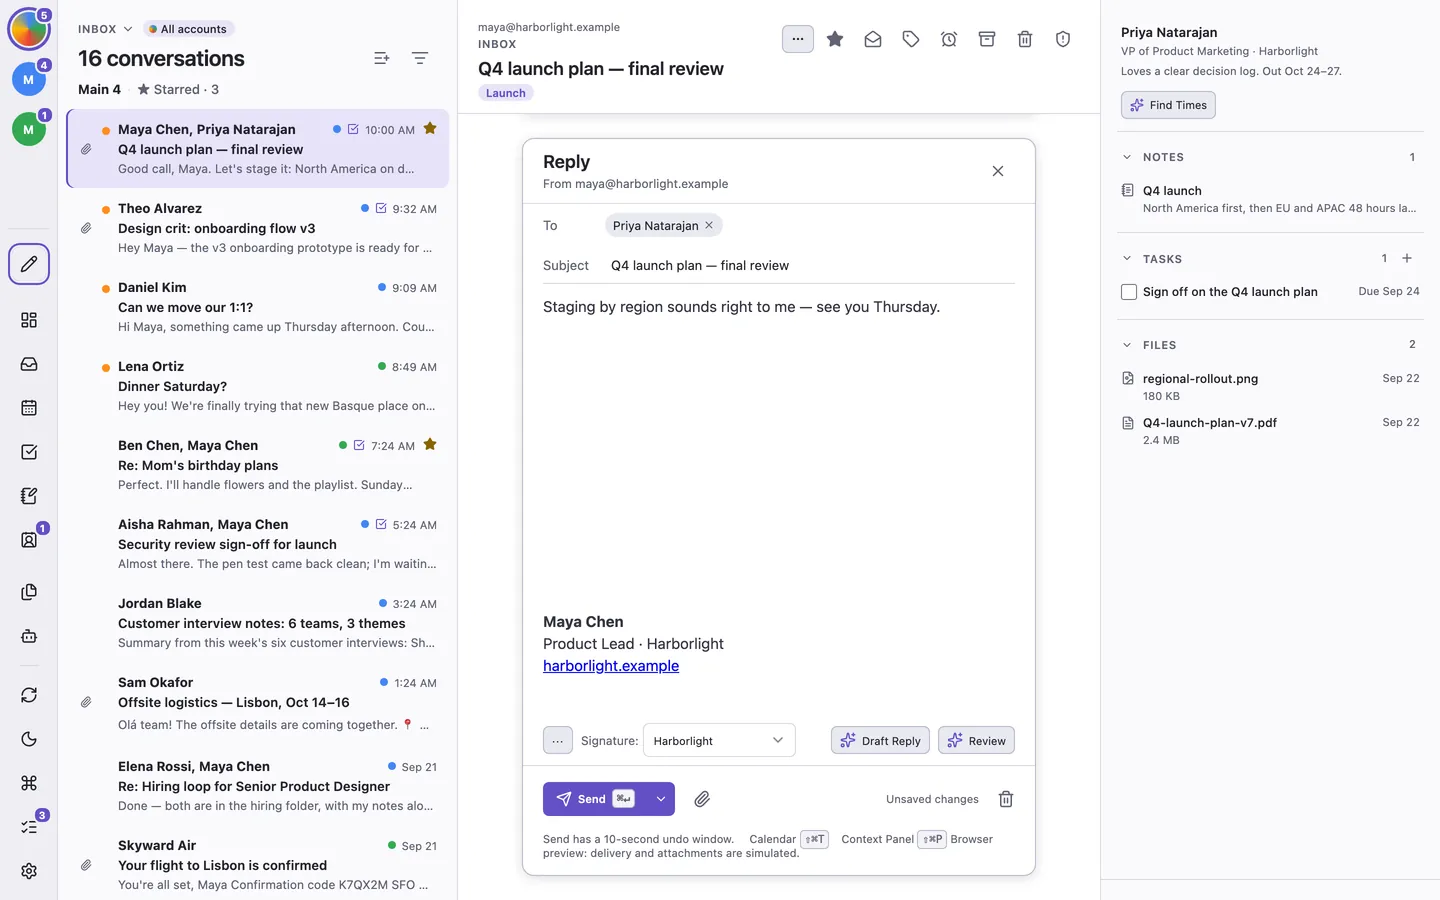 5
M
4
M
1
1
3
INBOX
All accounts
16 conversations
Main 4 · Starred · 3
Maya Chen, Priya Natarajan
10:00 AM
Q4 launch plan — final review
Good call, Maya. Let's stage it: North America on d...
Theo Alvarez
9:32 AM
Design crit: onboarding flow v3
Hey Maya — the v3 onboarding prototype is ready for ...
Daniel Kim
9:09 AM
Can we move our 1:1?
Hi Maya, something came up Thursday afternoon. Cou...
Lena Ortiz
8:49 AM
Dinner Saturday?
Hey you! We're finally trying that new Basque place on...
Ben Chen, Maya Chen
7:24 AM
Re: Mom's birthday plans
Perfect. I'll handle flowers and the playlist. Sunday...
Aisha Rahman, Maya Chen
5:24 AM
Security review sign-off for launch
Almost there. The pen test came back clean; I'm waitin...
Jordan Blake
3:24 AM
Customer interview notes: 6 teams, 3 themes
Summary from this week's six customer interviews: Sh...
Sam Okafor
1:24 AM
Offsite logistics — Lisbon, Oct 14–16
Olá team! The offsite details are coming together. 📍 ...
Elena Rossi, Maya Chen
Sep 21
Re: Hiring loop for Senior Product Designer
Done — both are in the hiring folder, with my notes alo...
Skyward Air
Sep 21
Your flight to Lisbon is confirmed
You're all set, Maya Confirmation code K7QX2M SFO ...
maya@harborlight.example
INBOX
Q4 launch plan — final review
Launch
Reply
From maya@harborlight.example
To
Priya Natarajan
Subject
Q4 launch plan — final review
Staging by region sounds right to me — see you Thursday.
Maya Chen
Product Lead · Harborlight
harborlight.example
Signature:
Harborlight
Draft Reply
Review
Send ⌘↵
Unsaved changes
Send has a 10-second undo window. Calendar ⇧⌘T Context Panel ⇧⌘P Browser
preview: delivery and attachments are simulated.
Priya Natarajan
VP of Product Marketing · Harborlight
Loves a clear decision log. Out Oct 24–27.
Find Times
NOTES
1
Q4 launch
North America first, then EU and APAC 48 hours la...
TASKS
1
Sign off on the Q4 launch plan
Due Sep 24
FILES
2
regional-rollout.png
Sep 22
180 KB
Q4-launch-plan-v7.pdf
Sep 22
2.4 MB